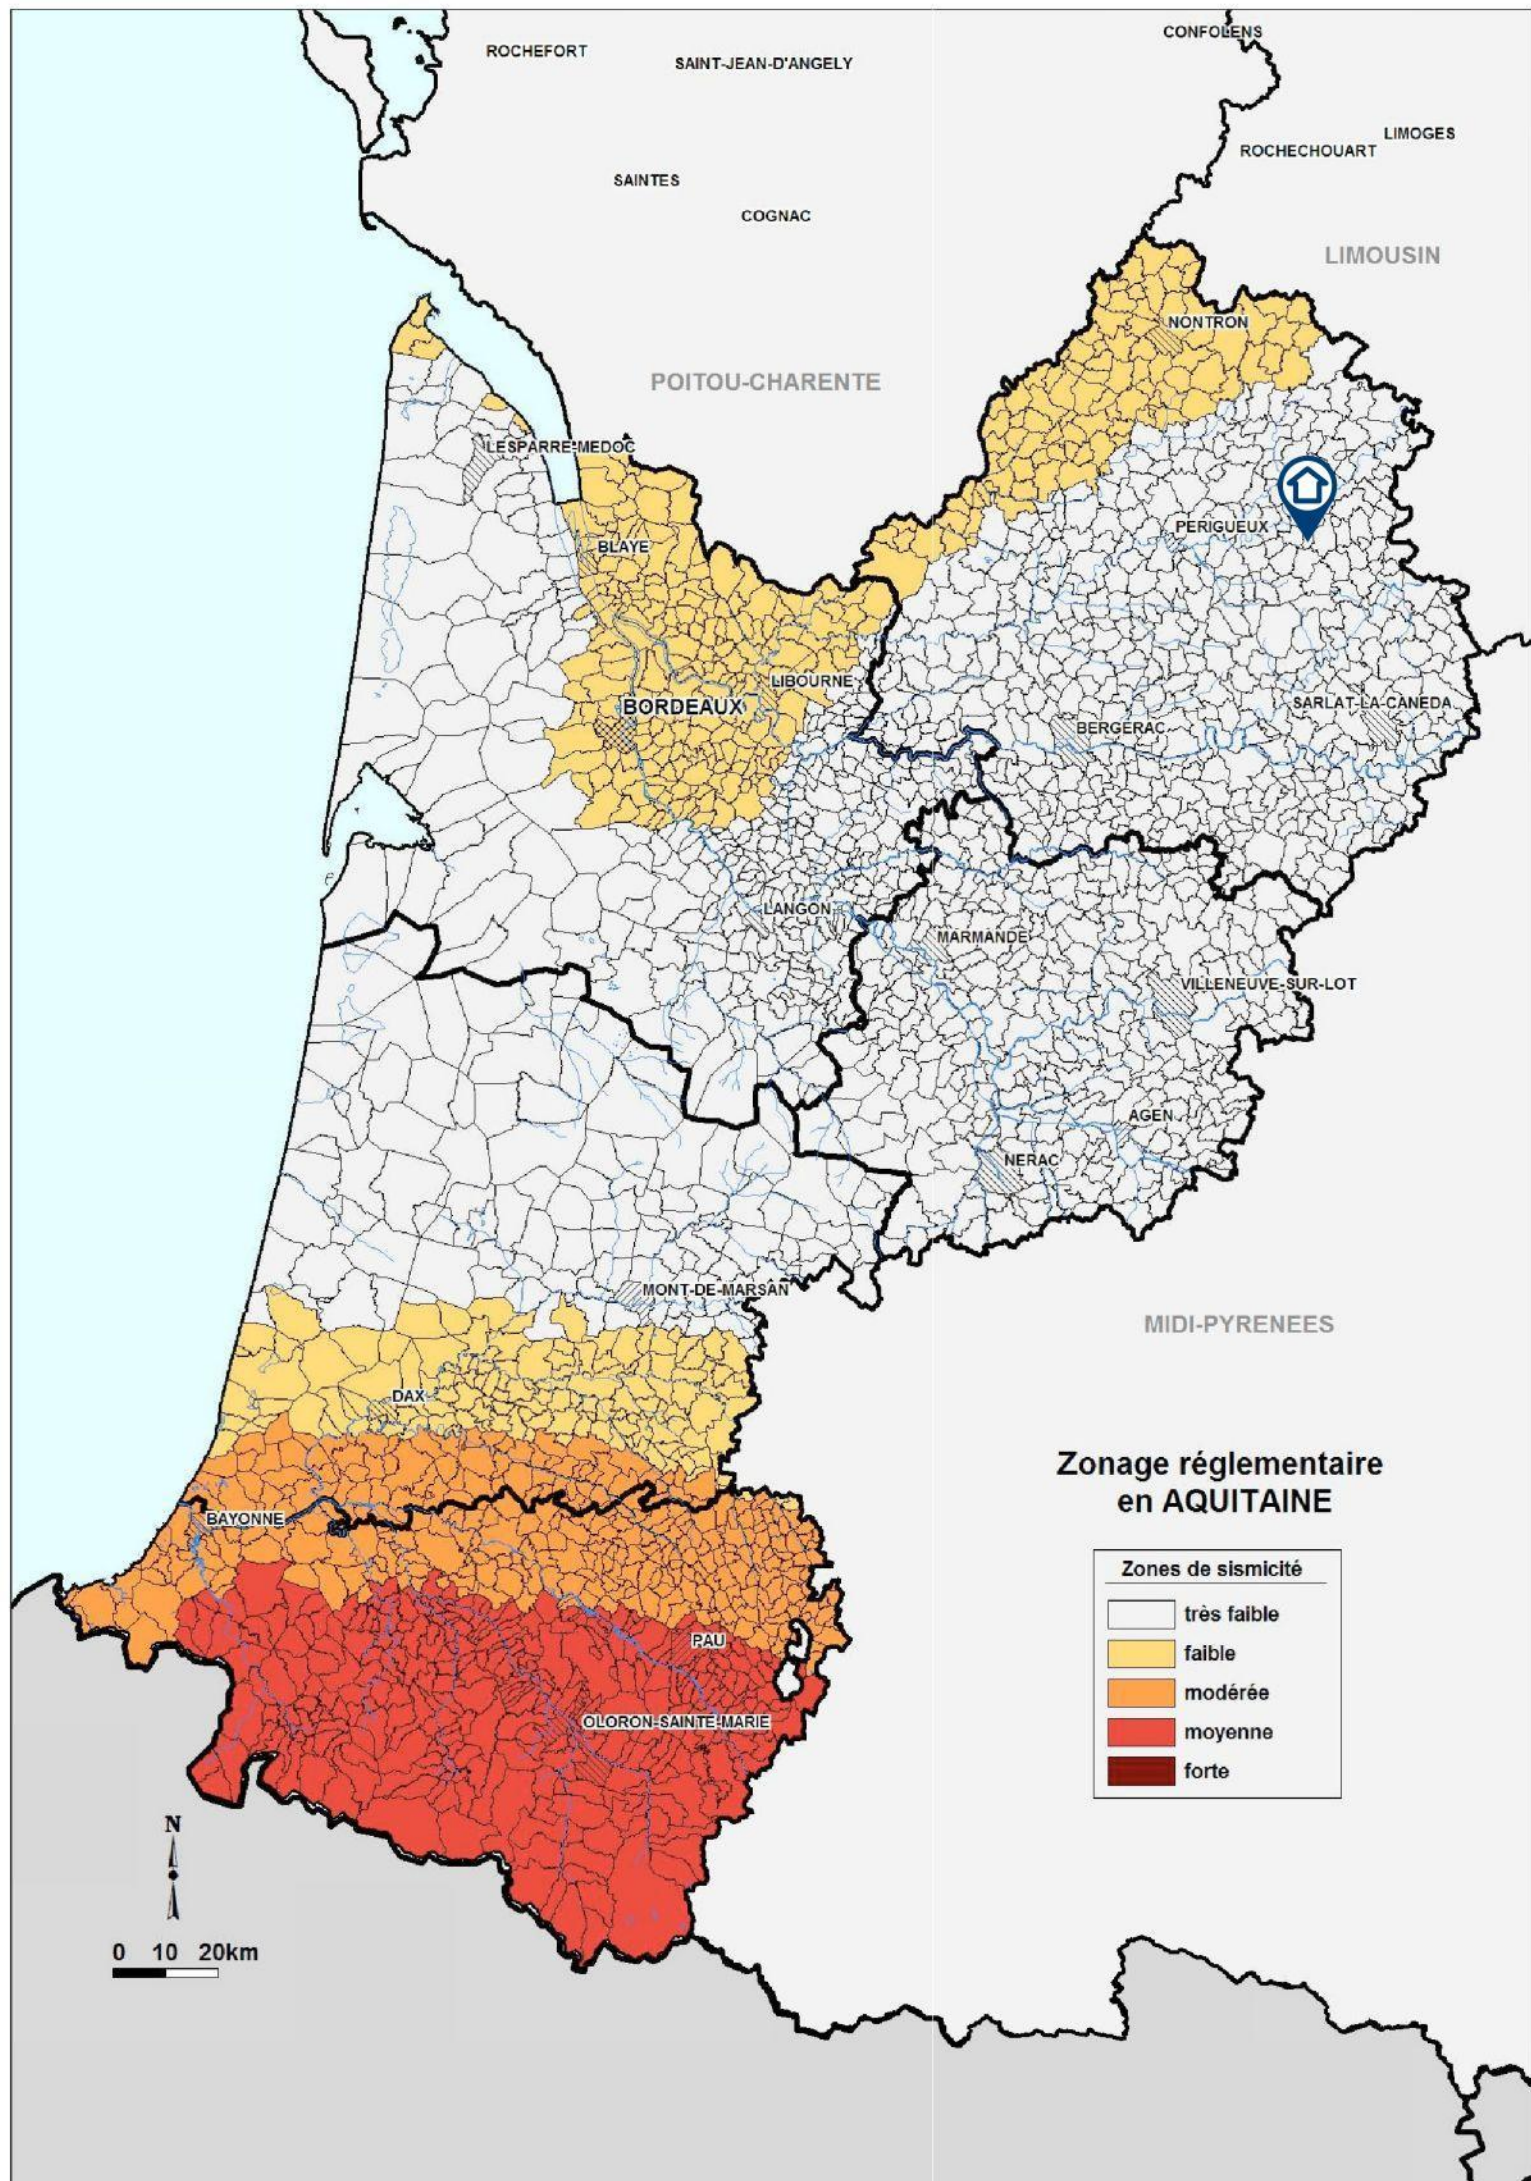 CONFOLENS
ROCHEFORT
SAINT-JEAN-D'ANGELY
LIMOGES
ROCHECHOUART
SAINTES
COGNAC
LIMOUSIN
NONTRON
POITOU-CHARENTE
LESPARRE-MEDOC
PERIGUEUX
BLAYE
LIBOURNE
BORDEAUX
SARLAT-LA-CANEDA
BERGERAC
LANGON
MARMANDE
VILLENEUVE-SUR-LOT
AGEN
NERAC
MONT-DE-MARSAN
MIDI-PYRENEES
DAX
Zonage réglementaire
en AQUITAINE
BAYONNE
Zones de sismicité
très faible
faible
modérée
moyenne
forte
PAU
OLORON-SAINTE-MARIE
N
0 10 20km